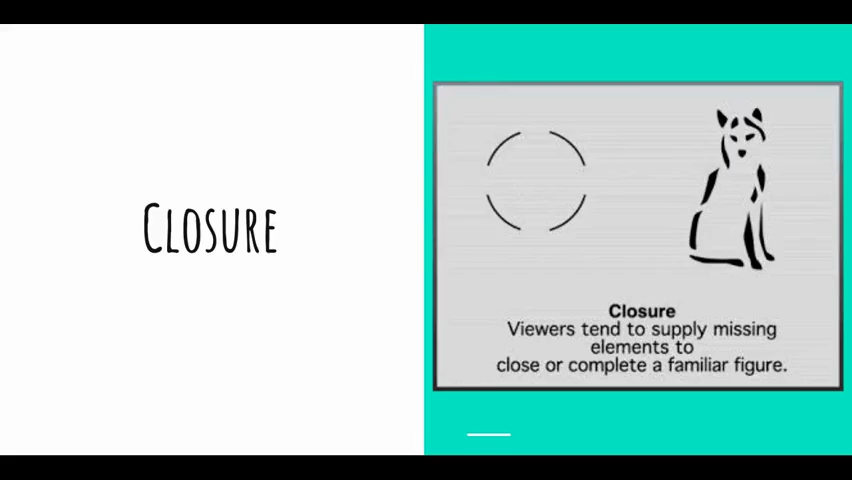 CLOSURE
Closure
Viewers tend to supply missing
elements to
close or complete a familiar figure.